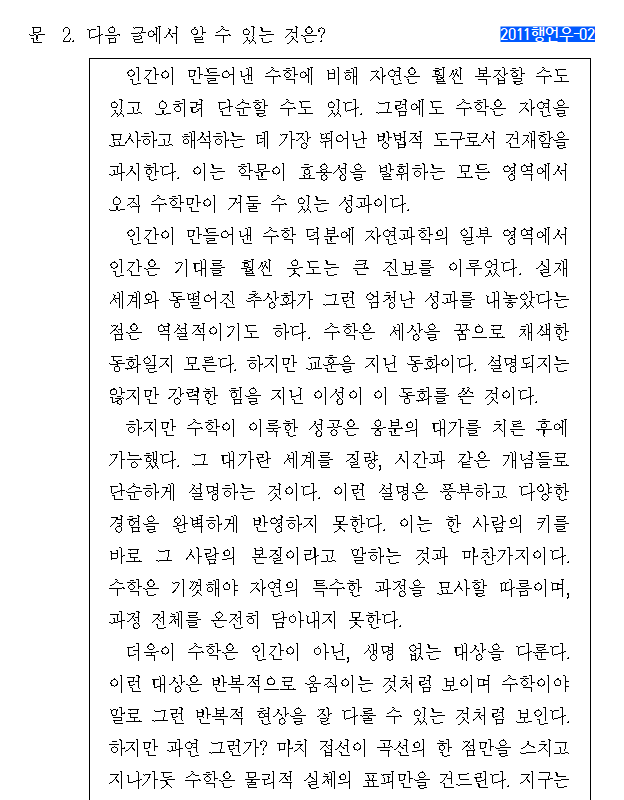 문 2. 다음 글에서 알 수 있는 것은?
2011행언우-02
인간이 만들어낸 수학에 비해 자연은 훨씬 복잡할 수도
있고 오히려 단순할 수도 있다. 그럼에도 수학은 자연을
묘사하고 해석하는 데 가장 뛰어난 방법적 도구로서 건재함을
과시한다. 이는 학문이 효용성을 발휘하는 모든 영역에서
오직 수학만이 거둘 수 있는 성과이다.
인간이 만들어낸 수학 덕분에 자연과학의 일부 영역에서
인간은 기대를 훨씬 웃도는 큰 진보를 이루었다. 실재
세계와 동떨어진 추상화가 그런 엄청난 성과를 내놓았다는
점은 역설적이기도 하다. 수학은 세상을 꿈으로 채색한
동화일지 모른다. 하지만 교훈을 지닌 동화이다. 설명되지는
않지만 강력한 힘을 지닌 이성이 이 동화를 쓴 것이다.
하지만 수학이 이룩한 성공은 응분의 대가를 치른 후에
가능했다. 그 대가란 세계를 질량, 시간과 같은 개념들로
단순하게 설명하는 것이다. 이런 설명은 풍부하고 다양한
경험을 완벽하게 반영하지 못한다. 이는 한 사람의 키를
바로 그 사람의 본질이라고 말하는 것과 마찬가지이다.
수학은 기껏해야 자연의 특수한 과정을 묘사할 따름이며,
과정 전체를 온전히 담아내지 못한다.
더욱이 수학은 인간이 아닌, 생명 없는 대상을 다룬다.
이런 대상은 반복적으로 움직이는 것처럼 보이며 수학이야
말로 그런 반복적 현상을 잘 다룰 수 있는 것처럼 보인다.
하지만 과연 그런가? 마치 접선이 곡선의 한 점만을 스치고
지나가듯 수학은 물리적 실체의 표피만을 건드린다. 지구는